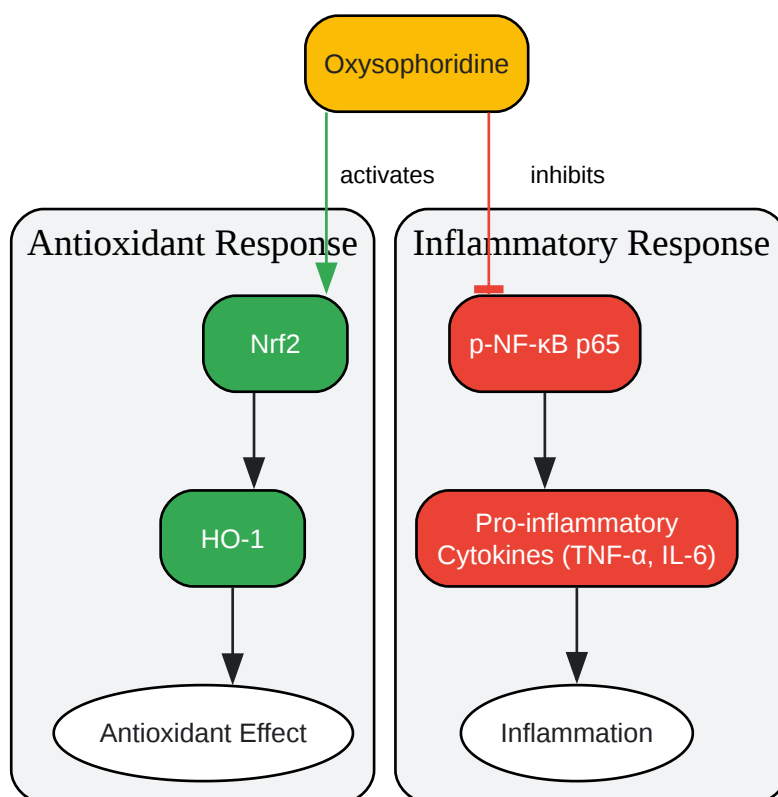 Oxysophoridine
activates
inhibits
Antioxidant Response
Inflammatory Response
Nrf2
p-NF-κB p65
HO-1
Pro-inflammatory
Cytokines (TNF-α, IL-6)
Antioxidant Effect
Inflammation